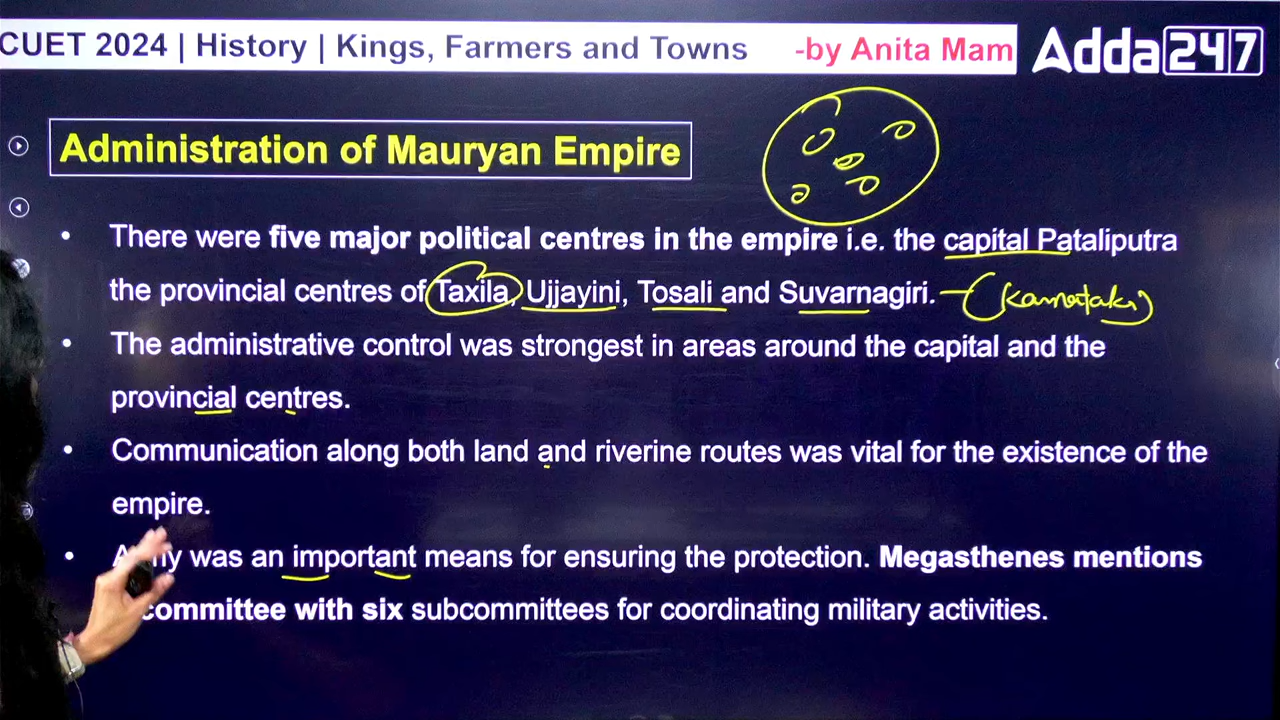 CUET 2024 | History | Kings, Farmers and Towns -by Anita Mam Adda247
Administration of Mauryan Empire
• There were five major political centres in the empire i.e. the capital Pataliputra
the provincial centres of Taxila, Ujjayini, Tosali and Suvarnagiri. - (Karnataka)
• The administrative control was strongest in areas around the capital and the
provincial centres.
• Communication along both land and riverine routes was vital for the existence of the
empire.
• was an important means for ensuring the protection. Megasthenes mentions
committee with six subcommittees for coordinating military activities.